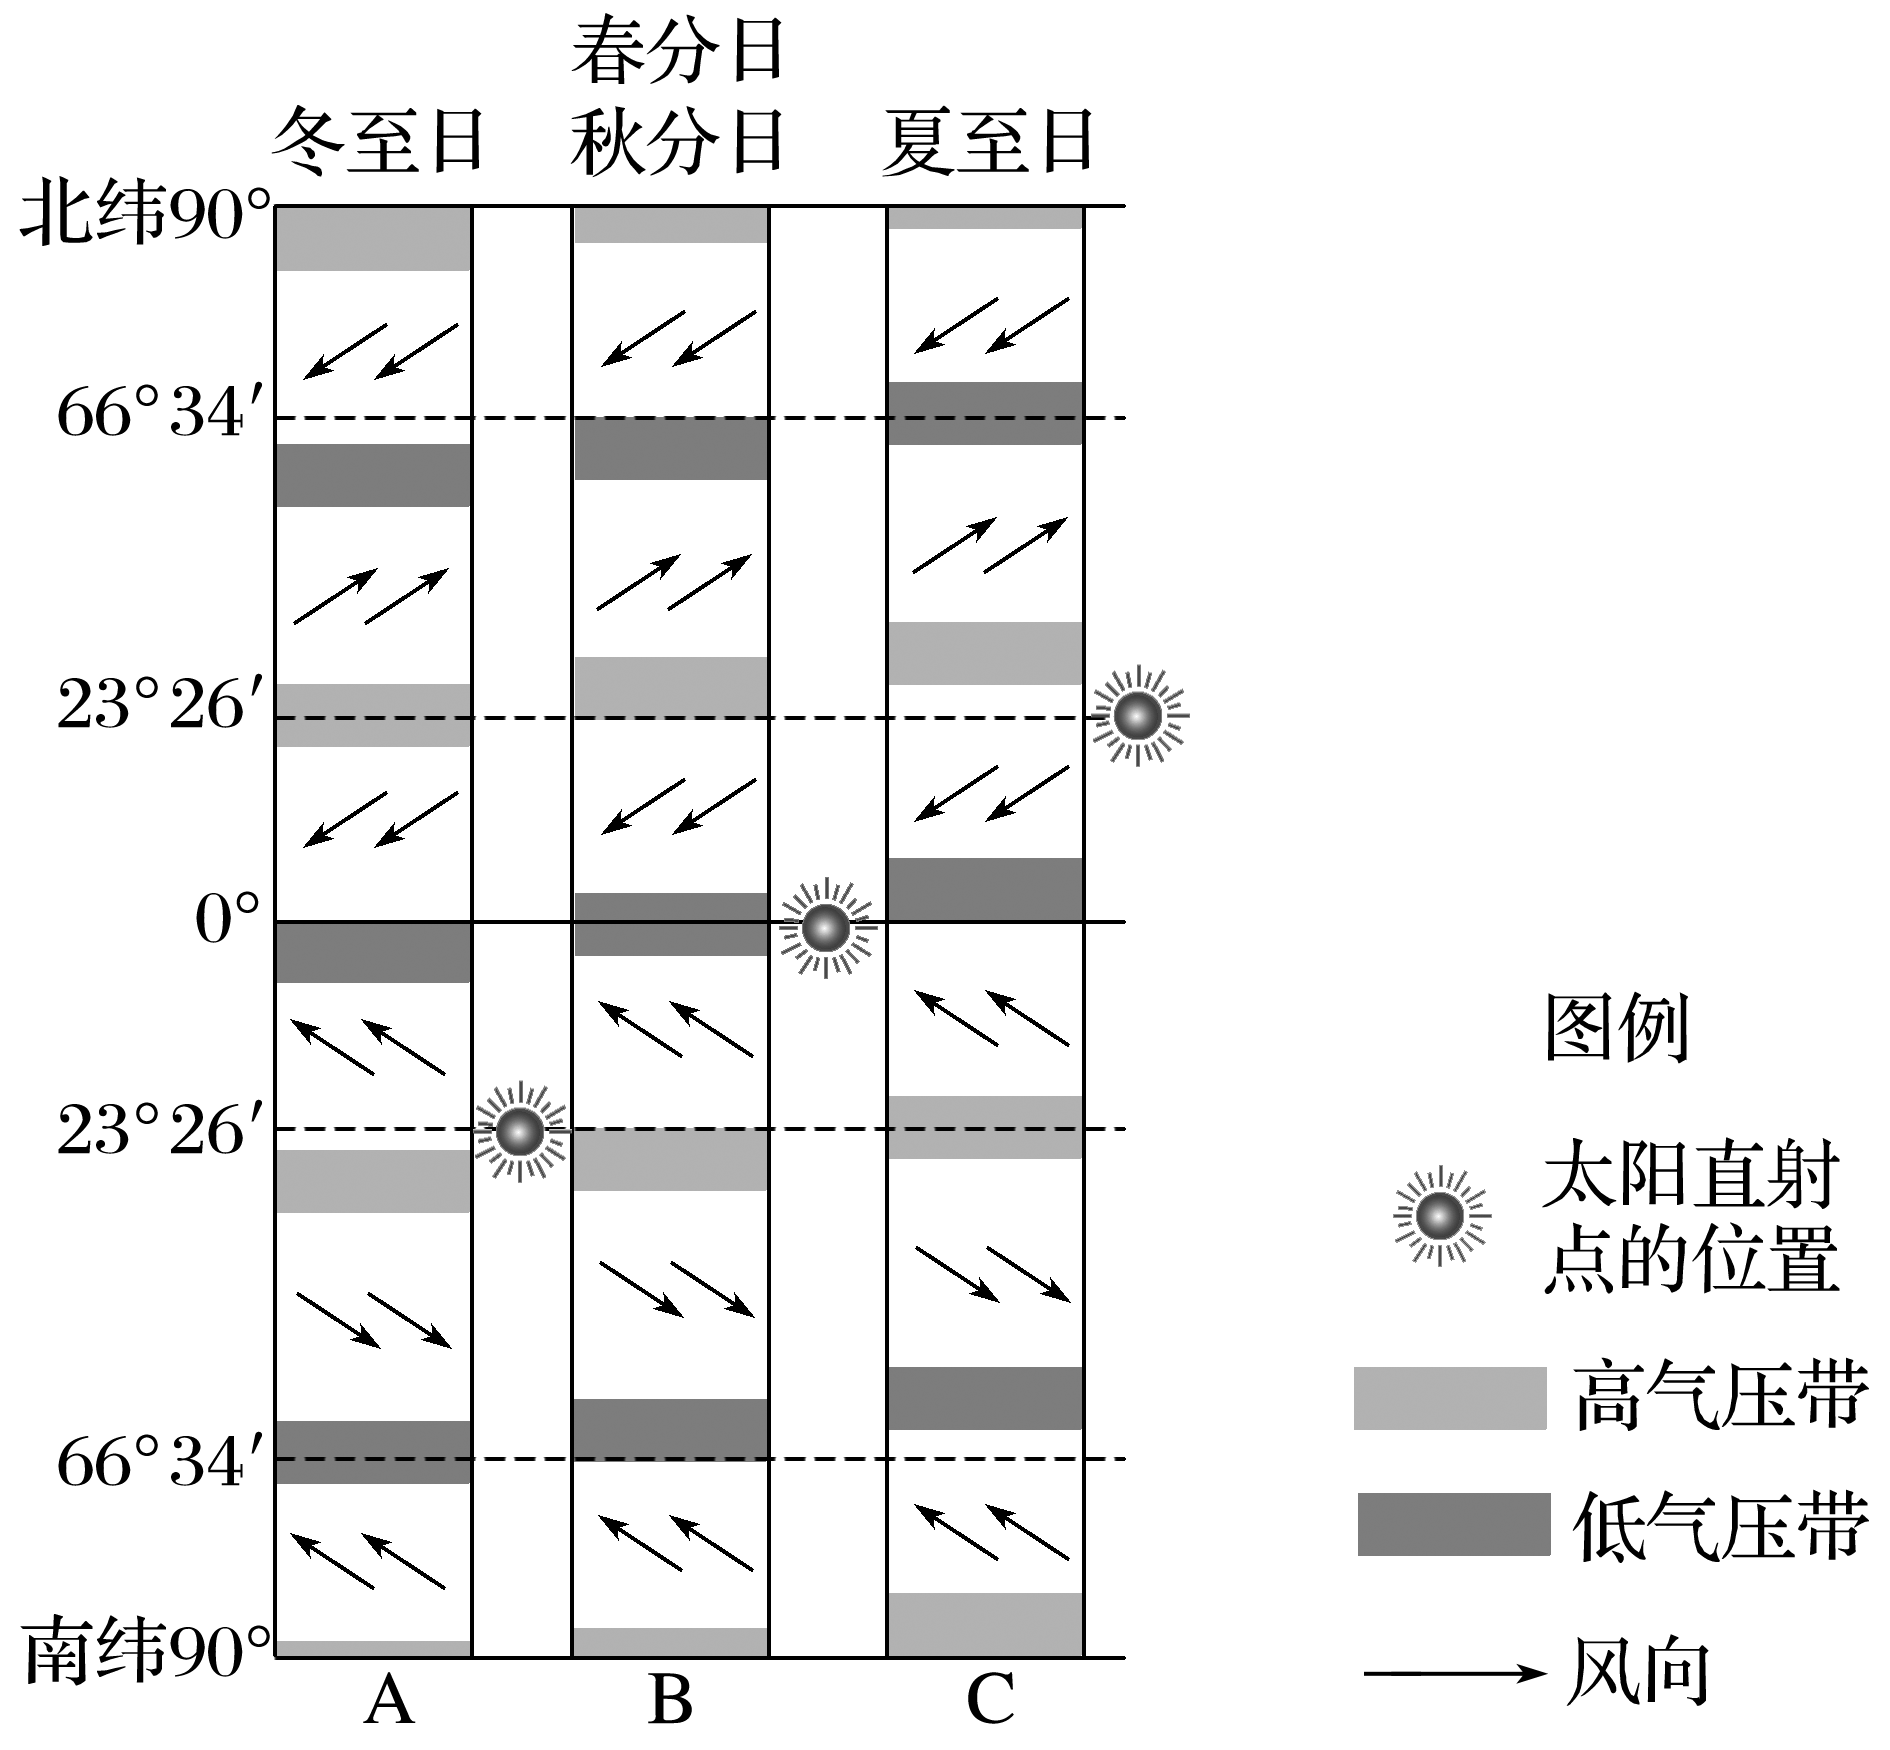 春分日
冬至日 秋分日 夏至日
北纬90°
66°34′
23°26′
0°
23°26′
66°34′
南纬90°
A B C
图例
太阳直射
点的位置
高气压带
低气压带
风向